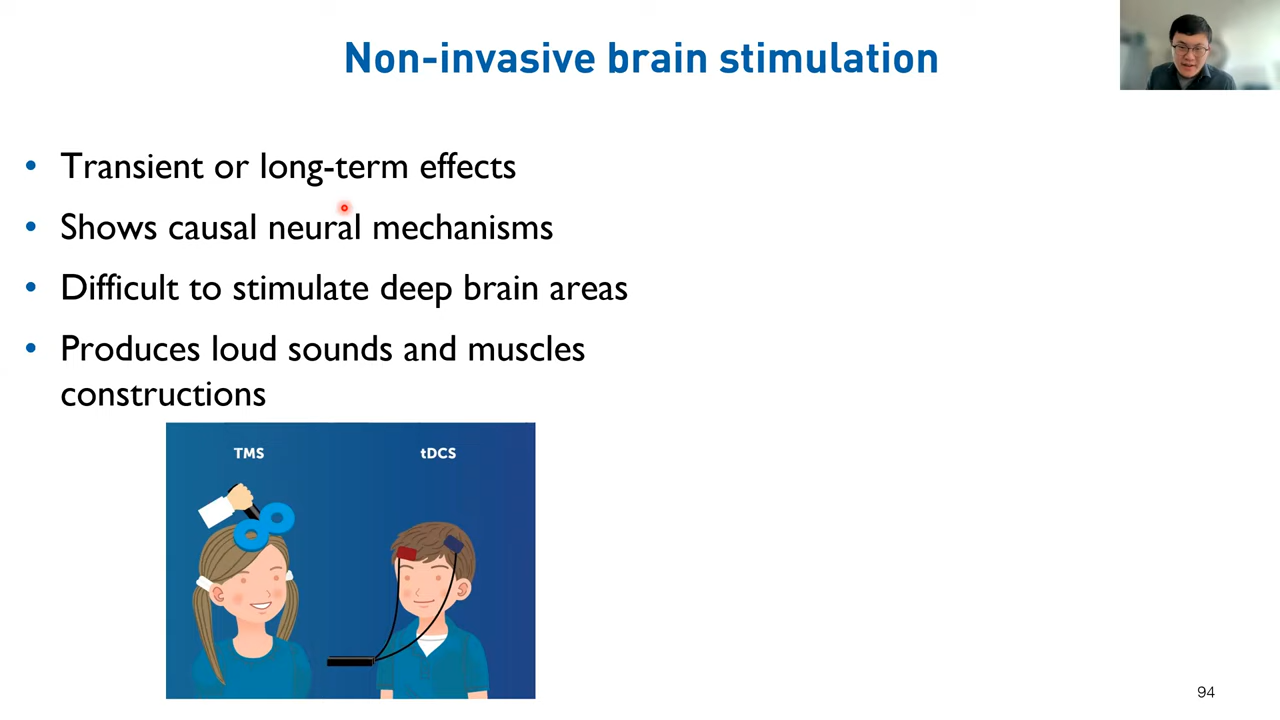 Non-invasive brain stimulation
• Transient or long-term effects
• Shows causal neural mechanisms
• Difficult to stimulate deep brain areas
• Produces loud sounds and muscles
constructions
TMS
tDCS
94